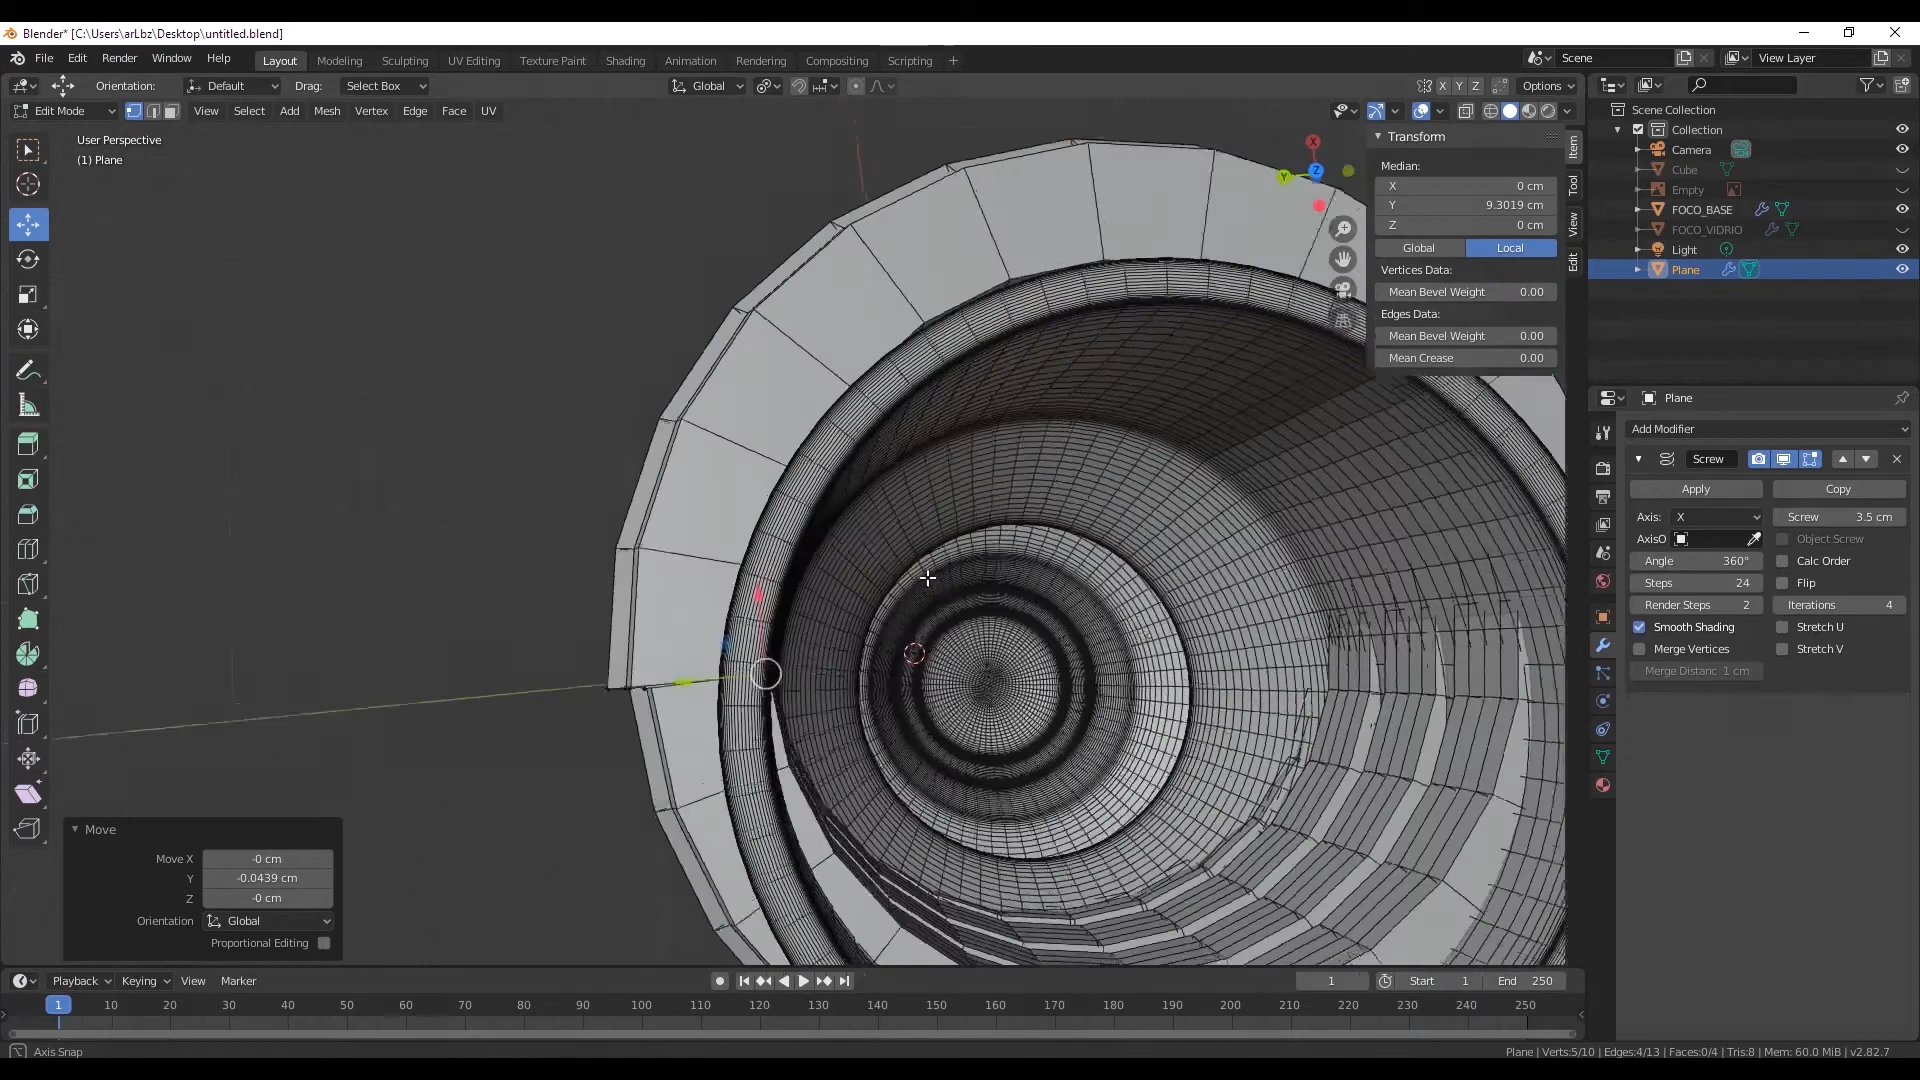 Blender* [C:\Users\arLbz\Desktop\untitled.blend]
File Edit Render Window Help
Layout Modeling Sculpting UV Editing Texture Paint Shading Animation Rendering Compositing Scripting +
Scene
View Layer
Orientation: Default Drag: Select Box
Global
X Y Z Options
Edit Mode View Select Add Mesh Vertex Edge Face UV
User Perspective
(1) Plane
X
Y
Z
Transform
Median:
X 0 cm
Y 9.3019 cm
Z 0 cm
Global Local
Vertices Data:
Mean Bevel Weight 0.00
Edges Data:
Mean Bevel Weight 0.00
Mean Crease 0.00
Item
Tool
View
Edit
Scene Collection
Collection
Camera
Cube
Empty
FOCO_BASE
FOCO_VIDRIO
Light
Plane
Plane
Add Modifier
Screw
Apply Copy
Axis: X Screw 3.5 cm
AxisO Object Screw
Angle 360° Calc Order
Steps 24 Flip
Render Steps 2 Iterations 4
Smooth Shading Stretch U
Merge Vertices Stretch V
Merge Distanc 1 cm
Move
Move X -0 cm
Y -0.0439 cm
Z -0 cm
Orientation Global
Proportional Editing
Playback Keying View Marker
1 Start 1 End 250
1 10 20 30 40 50 60 70 80 90 100 110 120 130 140 150 160 170 180 190 200 210 220 230 240 250
Axis Snap
Plane | Verts:5/10 | Edges:4/13 | Faces:0/4 | Tris:8 | Mem: 60.0 MiB | v2.82.7